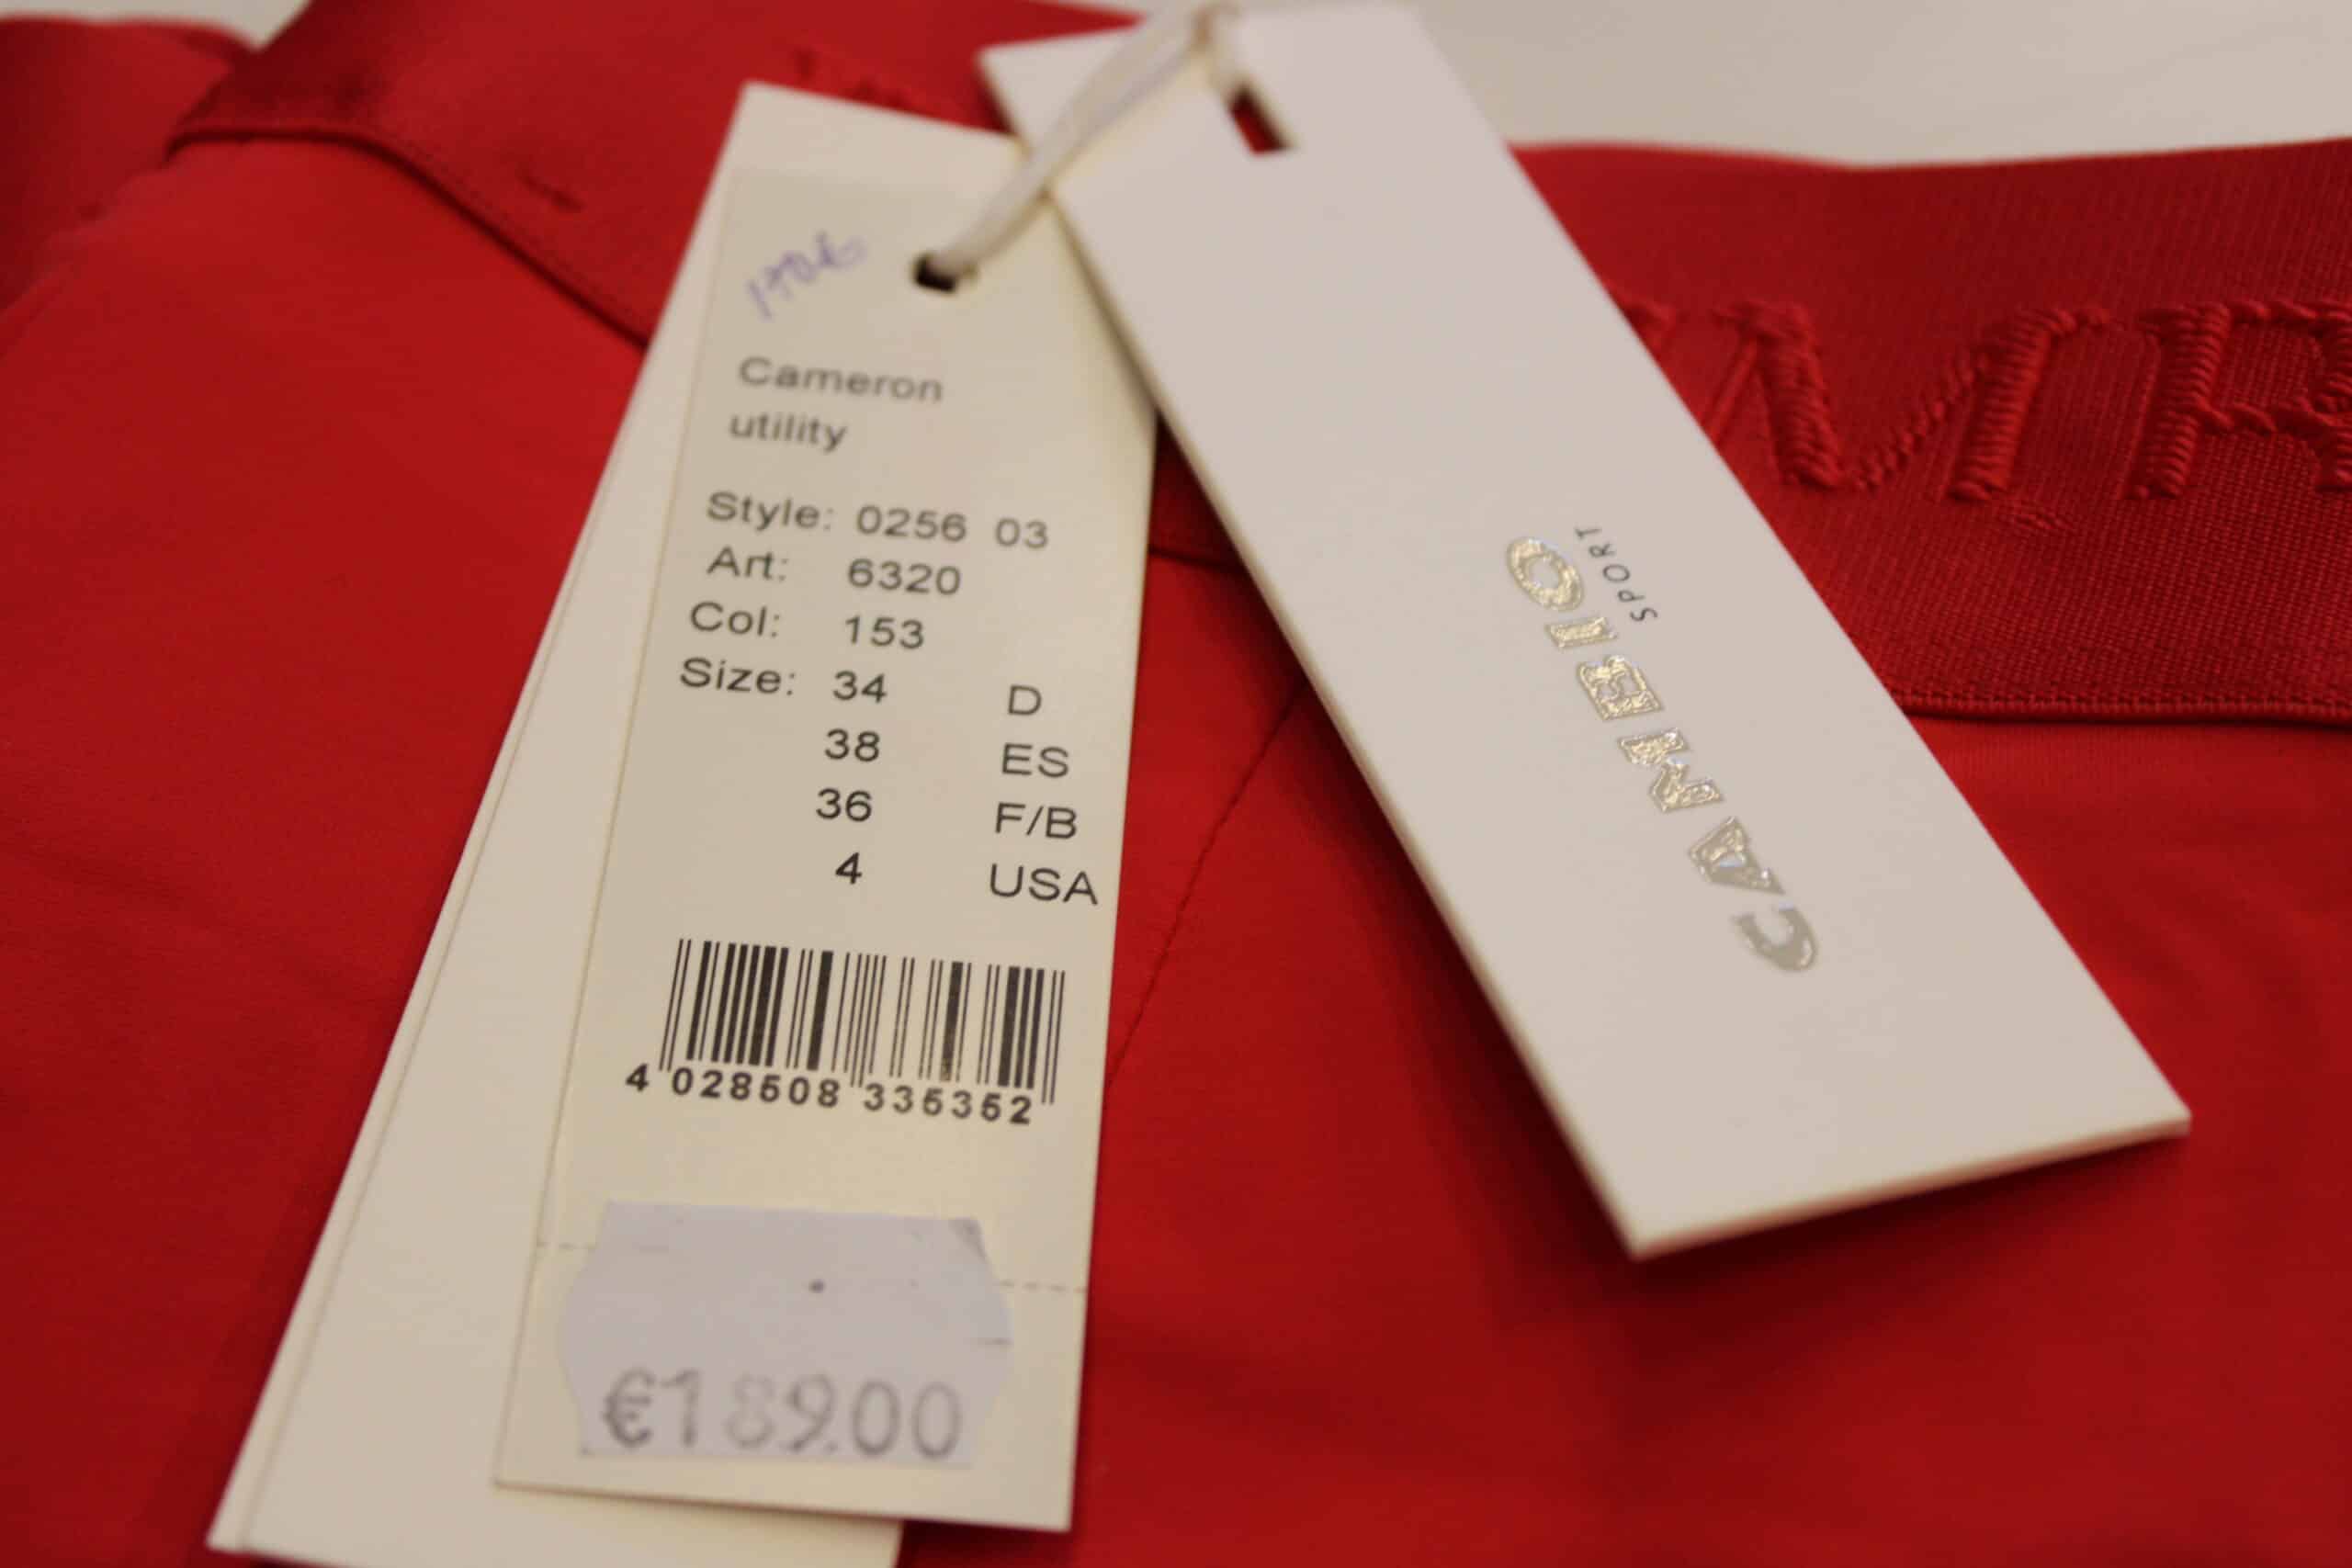 Cameron
utility
Style: 0256 03
Art: 6320
Col: 153
Size: 34 D
38 ES
36 F/B
4 USA
4 028508 335352
€189.00
CAMBIO
SPORT